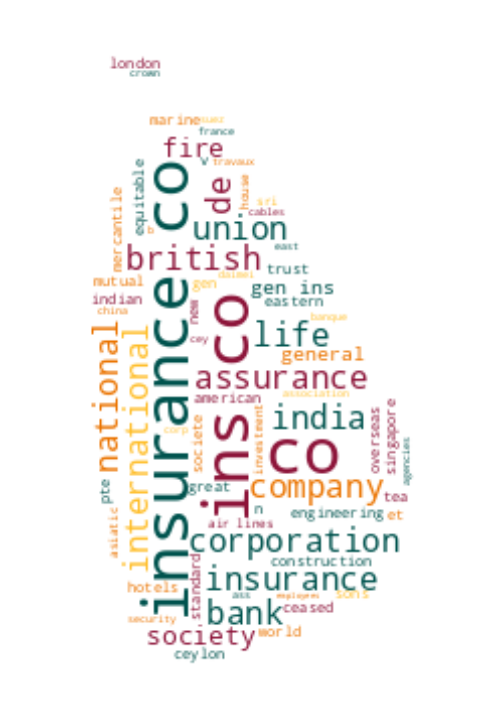 london
crown
marine
suez
france
fire
v
travaux
equitable
insurance co
de
house
sri
cables
mercantile
b
union
east
british
trust
dalmei
mutual
gen
gen ins
indian
eastern
china
new
ins co
banque
cey
life
national
international
general
assurance
association
american
india
corp
societe
investment
co
overseas
singapore
agencies
pte
great
company
tea
n
engineering
et
asiatic
air lines
corporation
construction
standard
insurance
hotels
ass
employees
sons
security
bank
ceased
society
world
ceylon